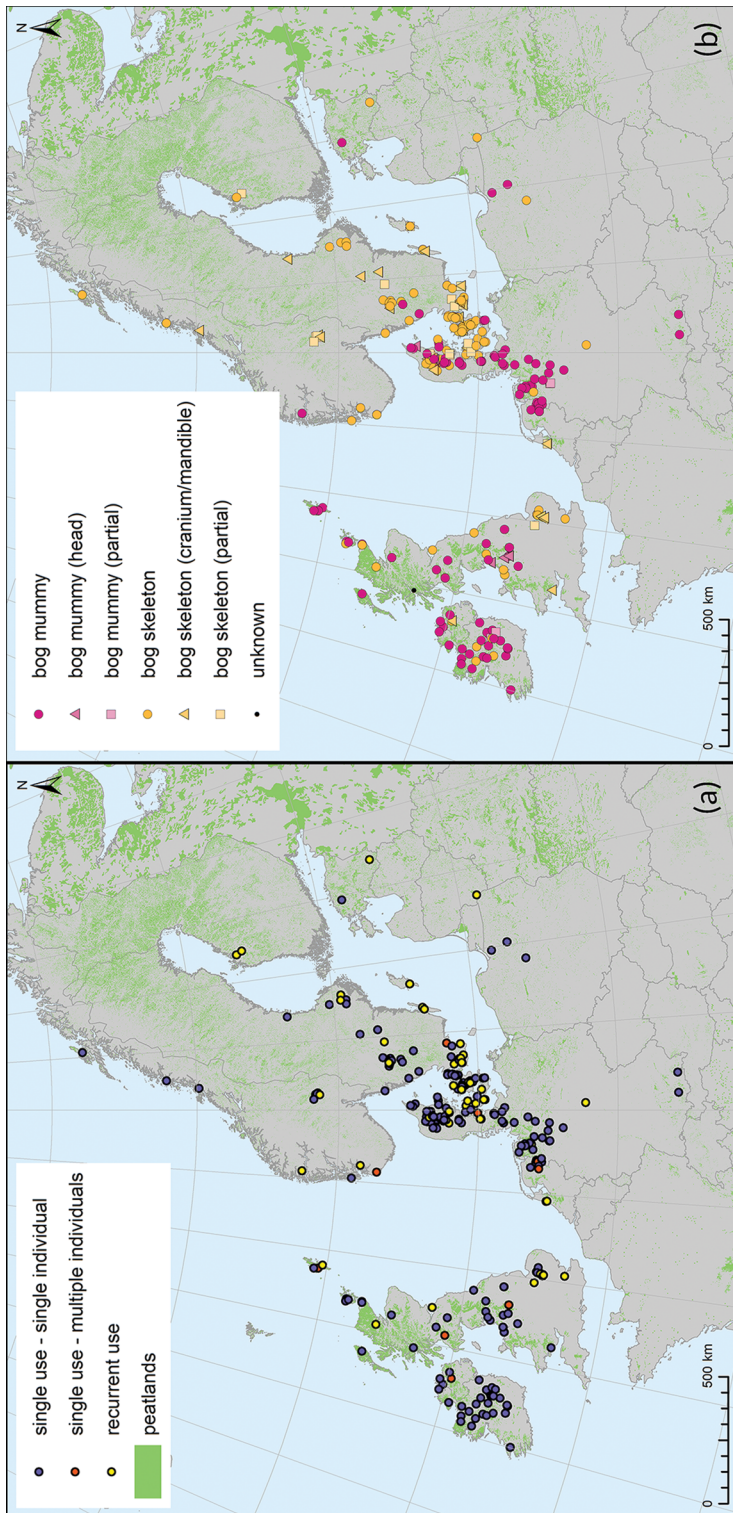 N
single use - single individual
single use - multiple individuals
recurrent use
peatlands
0
500 km
(a)
N
bog mummy
bog mummy (head)
bog mummy (partial)
bog skeleton
bog skeleton (cranium/mandible)
bog skeleton (partial)
unknown
0
500 km
(b)